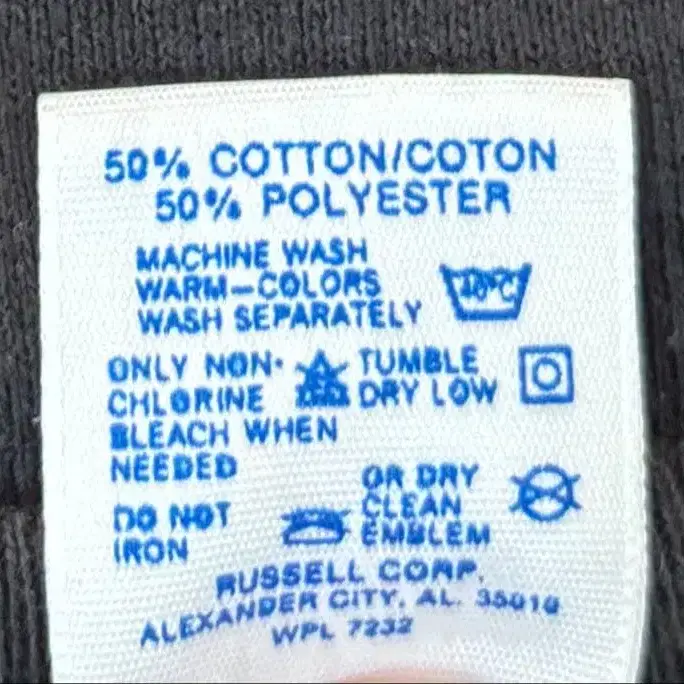 50% COTTON/COTON
50% POLYESTER
MACHINE WASH
WARM—COLORS
WASH SEPARATELY
40°C
ONLY NON-
CHLORINE
BLEACH WHEN
NEEDED
TUMBLE
DRY LOW
DO NOT
IRON
OR DRY
CLEAN
EMBLEM
RUSSELL CORP.
ALEXANDER CITY, AL. 35010
WPL 7232